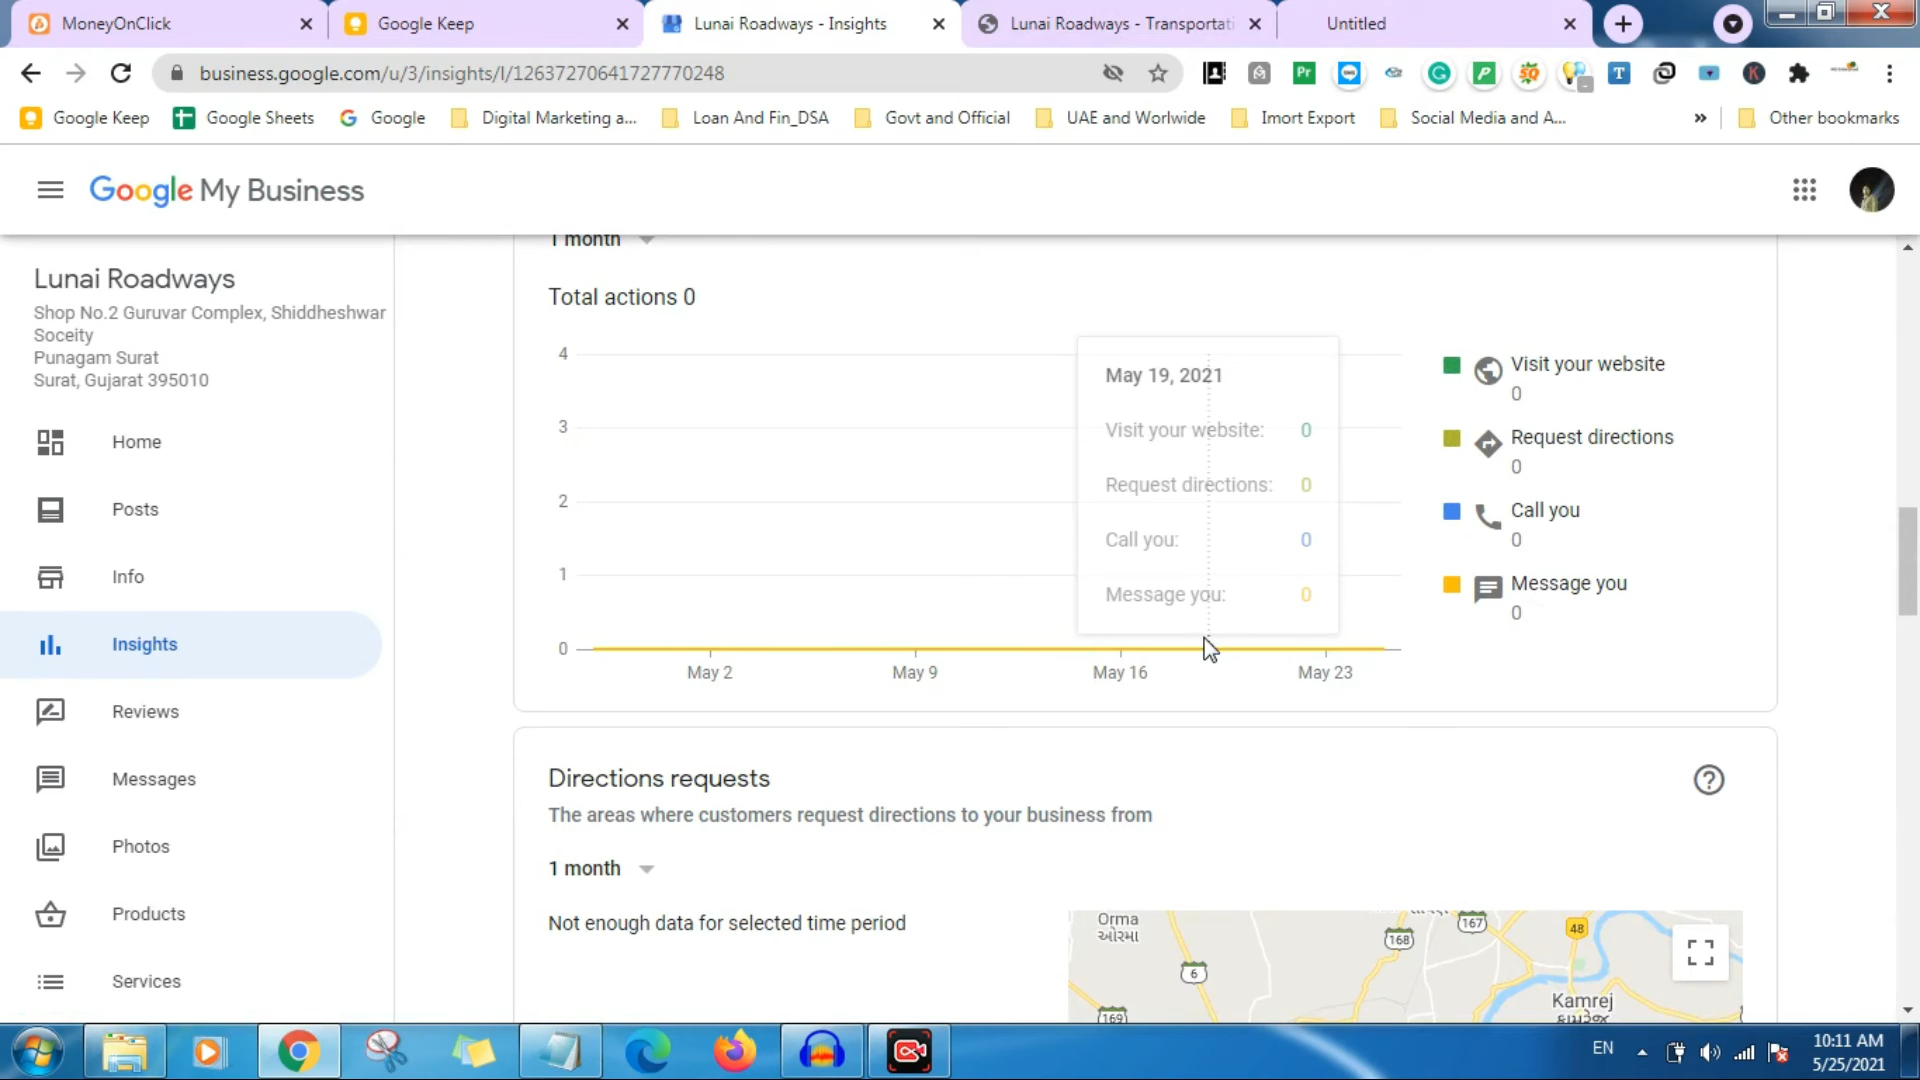 MoneyOnClick
Google Keep
Lunai Roadways - Insights
Lunai Roadways - Transportati
Untitled
business.google.com/u/3/insights/l/12637270641727770248
Google Keep
Google Sheets
Google
Digital Marketing a...
Loan And Fin_DSA
Govt and Official
UAE and Worlwide
Imort Export
Social Media and A...
Other bookmarks
Google My Business
Lunai Roadways
Shop No.2 Guruvar Complex, Shiddheshwar
Soceity
Punagam Surat
Surat, Gujarat 395010
Home
Posts
Info
Insights
Reviews
Messages
Photos
Products
Services
1 month
Total actions 0
4
3
2
1
0
May 2
May 9
May 16
May 23
May 19, 2021
Visit your website: 0
Request directions: 0
Call you: 0
Message you: 0
Visit your website
0
Request directions
0
Call you
0
Message you
0
Directions requests
The areas where customers request directions to your business from
1 month
Not enough data for selected time period
Orma
ઓરમા
6
168
167
48
169
Kamrej
EN
10:11 AM
5/25/2021